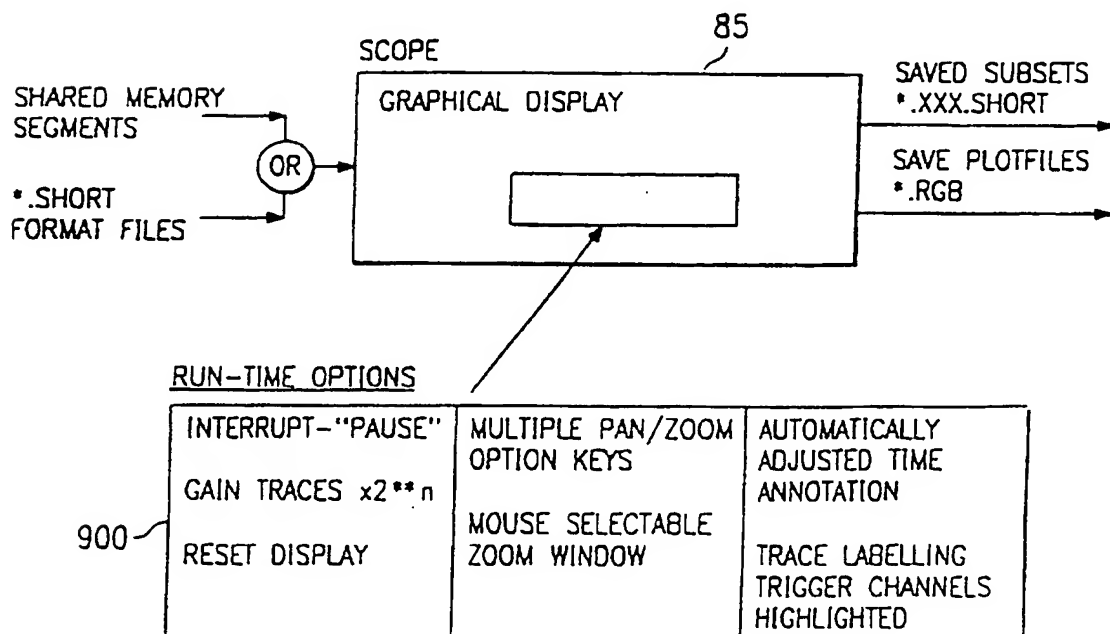 85
SCOPE
GRAPHICAL DISPLAY
SHARED MEMORY
SEGMENTS
OR
*.SHORT
FORMAT FILES
SAVED SUBSETS
*.XXX.SHORT
SAVE PLOTFILES
*.RGB
RUN-TIME OPTIONS
900
INTERRUPT-"PAUSE"
GAIN TRACES x2**n
RESET DISPLAY
MULTIPLE PAN/ZOOM
OPTION KEYS
MOUSE SELECTABLE
ZOOM WINDOW
AUTOMATICALLY
ADJUSTED TIME
ANNOTATION
TRACE LABELLING
TRIGGER CHANNELS
HIGHLIGHTED